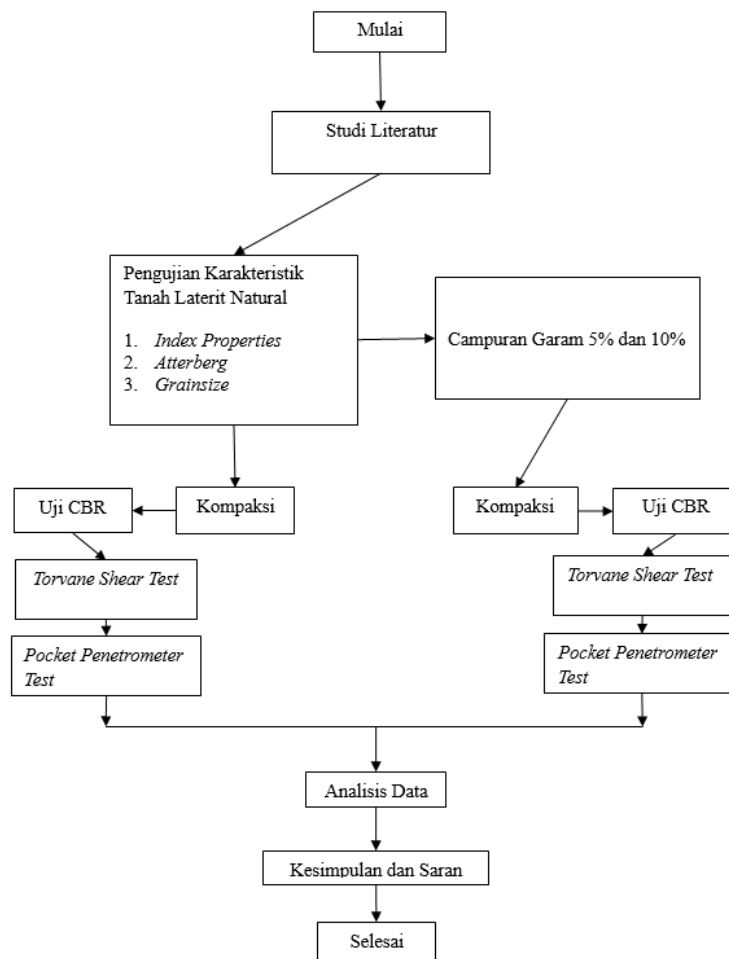 Mulai
Studi Literatur
Pengujian Karakteristik
Tanah Laterit Natural
1. Index Properties
2. Atterberg
3. Grainsize
Campuran Garam 5% dan 10%
Uji CBR
Kompaksi
Kompaksi
Uji CBR
Torvane Shear Test
Torvane Shear Test
Pocket Penetrometer
Test
Pocket Penetrometer
Test
Analisis Data
Kesimpulan dan Saran
Selesai